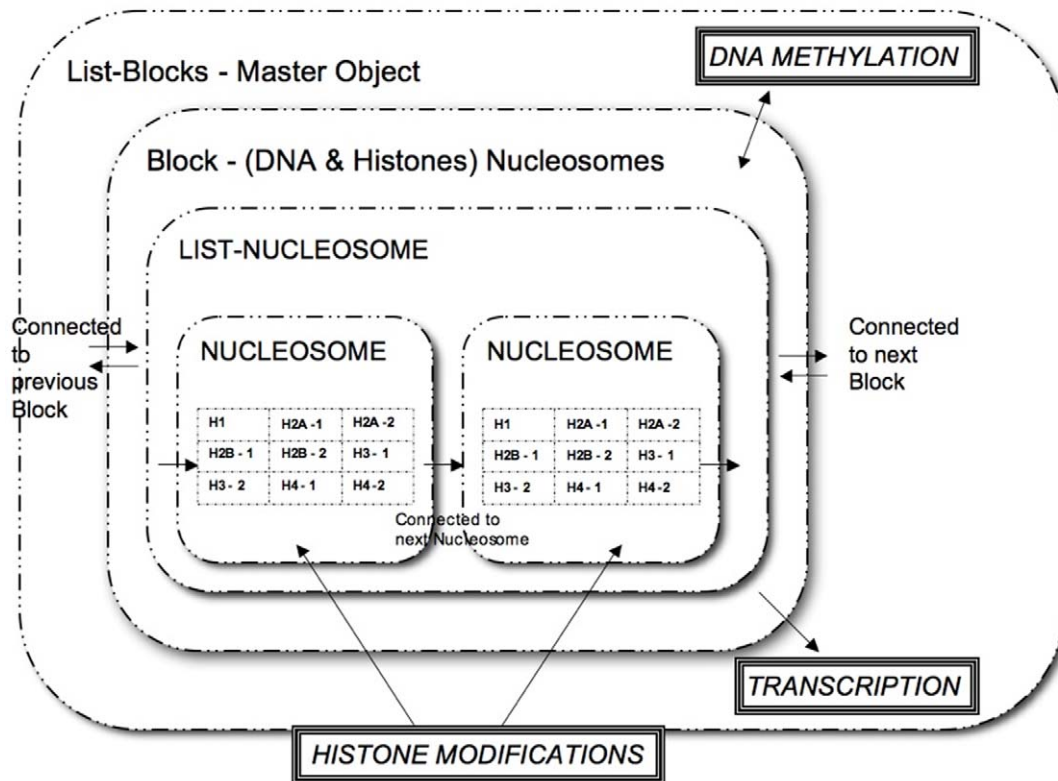 DNA METHYLATION
List-Blocks - Master Object
Block - (DNA & Histones) Nucleosomes
LIST-NUCLEOSOME
Connected
to
previous
Block
NUCLEOSOME
H1 H2A -1 H2A -2
H2B - 1 H2B - 2 H3 - 1
H3 - 2 H4 - 1 H4 -2
Connected to
next Nucleosome
NUCLEOSOME
H1 H2A -1 H2A -2
H2B - 1 H2B - 2 H3 - 1
H3 - 2 H4 - 1 H4 -2
Connected
to next
Block
TRANSCRIPTION
HISTONE MODIFICATIONS